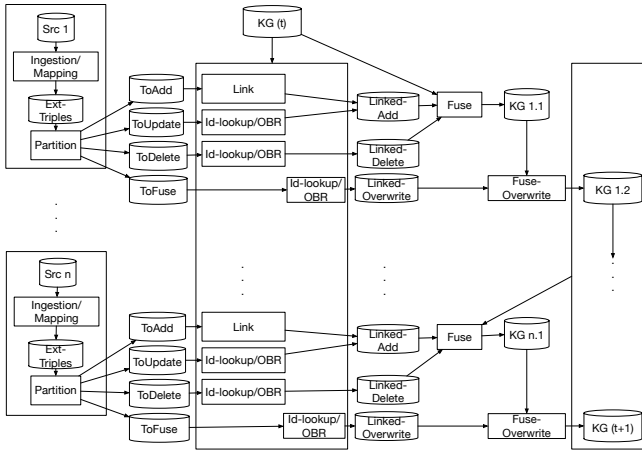 Src 1
KG (t)
Ingestion/
Mapping
Ext-
Triples
Partition
ToAdd
Link
ToUpdate
Id-lookup/OBR
ToDelete
Id-lookup/OBR
ToFuse
Id-lookup/
OBR
Linked-
Add
Linked-
Delete
Linked-
Overwrite
Fuse
KG 1.1
Fuse-
Overwrite
KG 1.2
Src n
Ingestion/
Mapping
Ext-
Triples
Partition
ToAdd
Link
ToUpdate
Id-lookup/OBR
ToDelete
Id-lookup/OBR
ToFuse
Id-lookup/
OBR
Linked-
Add
Linked-
Delete
Linked-
Overwrite
Fuse
KG n.1
Fuse-
Overwrite
KG (t+1)